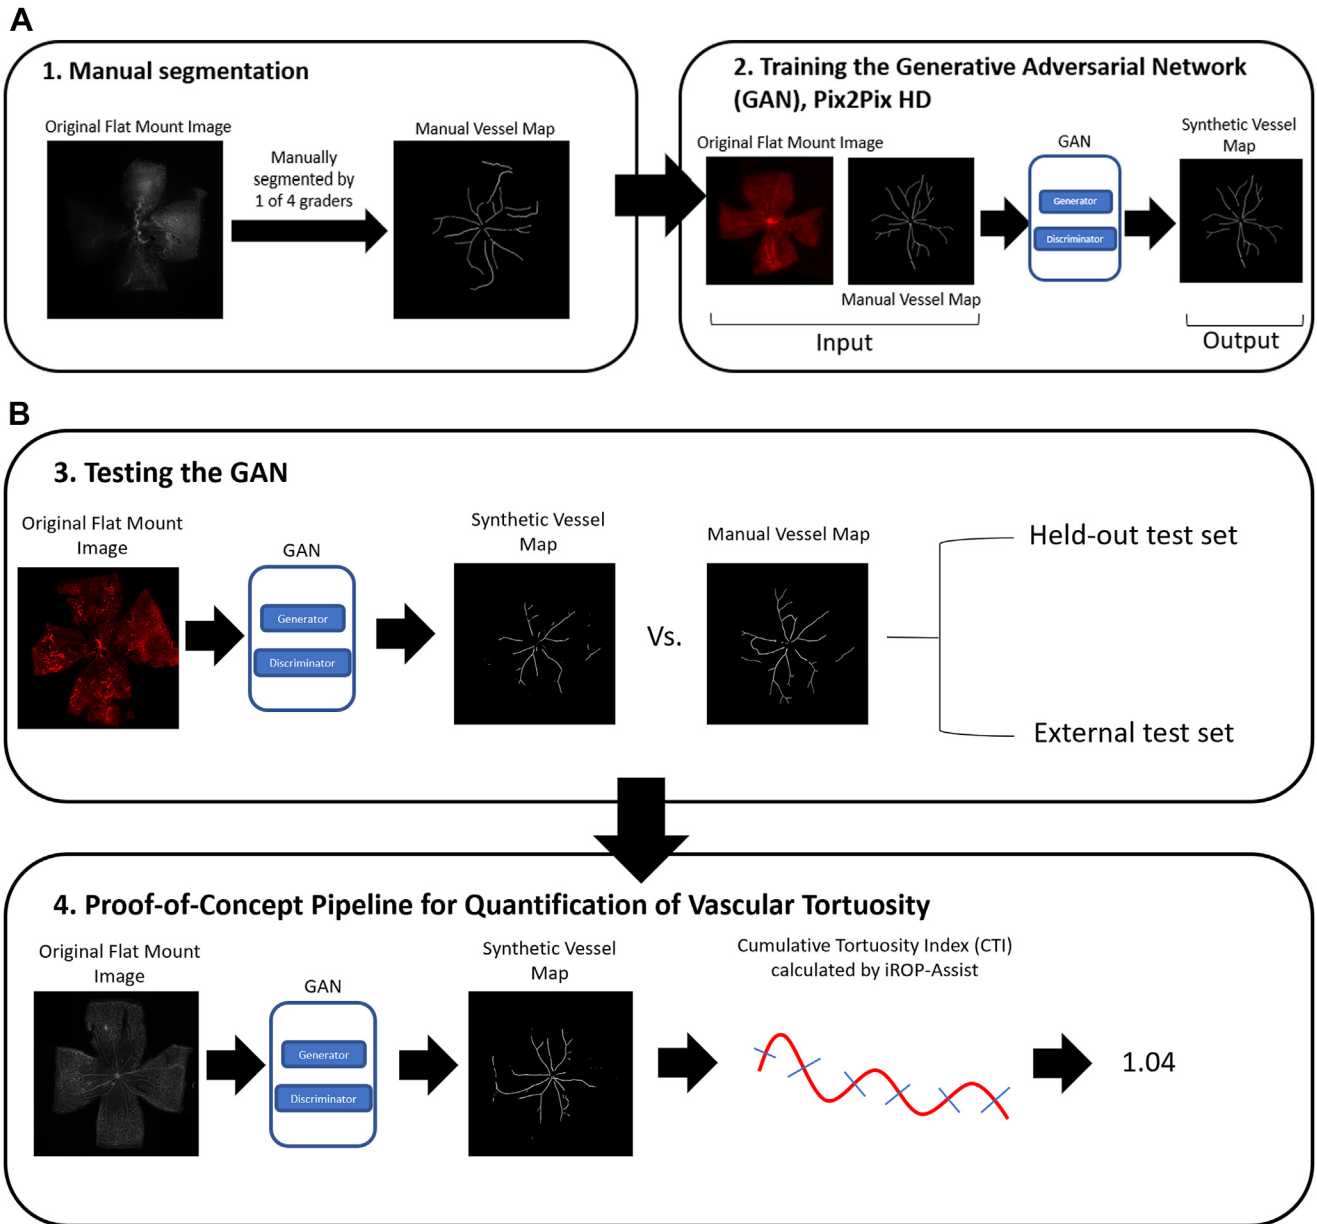 A
1. Manual segmentation
Original Flat Mount Image
Manually
segmented by
1 of 4 graders
Manual Vessel Map
2. Training the Generative Adversarial Network
(GAN), Pix2Pix HD
Original Flat Mount Image
Manual Vessel Map
Input
GAN
Generator
Discriminator
Synthetic Vessel
Map
Output
B
3. Testing the GAN
Original Flat Mount
Image
GAN
Generator
Discriminator
Synthetic Vessel
Map
Vs.
Manual Vessel Map
Held-out test set
External test set
4. Proof-of-Concept Pipeline for Quantification of Vascular Tortuosity
Original Flat Mount
Image
GAN
Generator
Discriminator
Synthetic Vessel
Map
Cumulative Tortuosity Index (CTI)
calculated by iROP-Assist
1.04